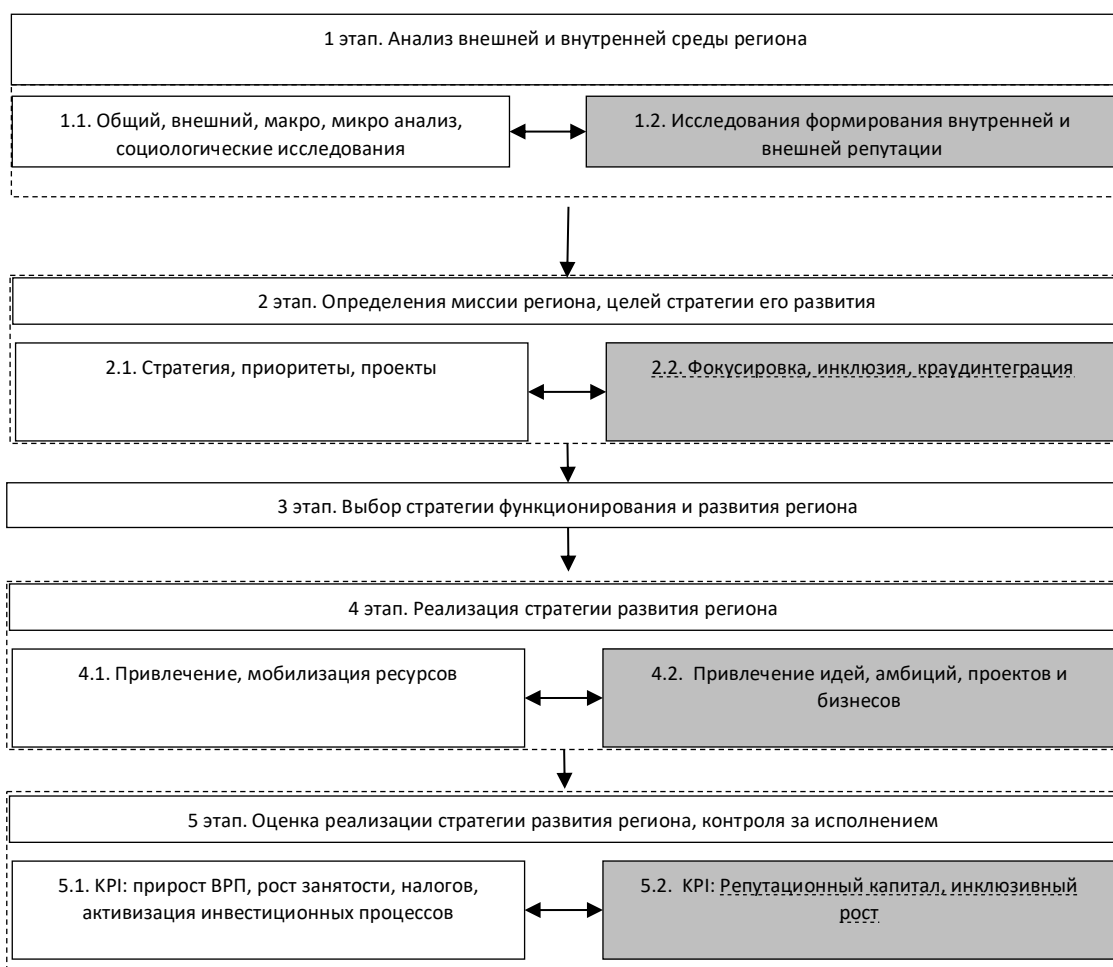 1 этап. Анализ внешней и внутренней среды региона
1.1. Общий, внешний, макро, микро анализ,
социологические исследования
1.2. Исследования формирования внутренней и
внешней репутации
2 этап. Определения миссии региона, целей стратегии его развития
2.1. Стратегия, приоритеты, проекты
2.2. Фокусировка, инклюзия, краудинтеграция
3 этап. Выбор стратегии функционирования и развития региона
4 этап. Реализация стратегии развития региона
4.1. Привлечение, мобилизация ресурсов
4.2. Привлечение идей, амбиций, проектов и
бизнесов
5 этап. Оценка реализации стратегии развития региона, контроля за исполнением
5.1. KPI: прирост ВРП, рост занятости, налогов,
активизация инвестиционных процессов
5.2. KPI: Репутационный капитал, инклюзивный
рост